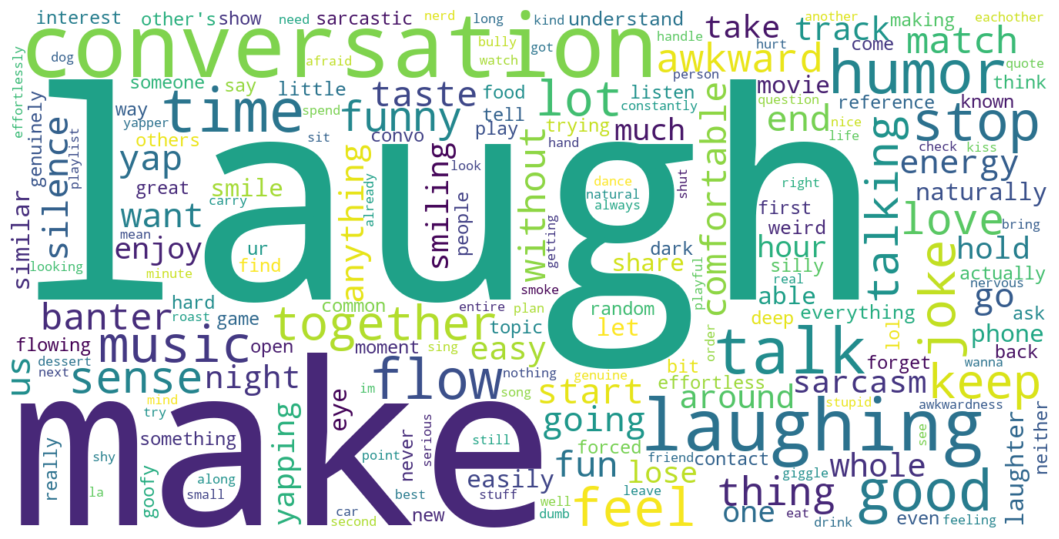 interest other's show need sarcastic nerd long kind understand take track making another eachother
conversation
dog afraid bully watch got handle awkward hurt come match quote
someone say little taste food listen constantly person movie humor think
effortlessly genuinely playlist silence way yapper time funny spend sit convo tell play trying much hand comfortable question nice life end reference known check kiss stop
others yap great smile carry anything already smiling people look without lot dance natural always shut right talking energy naturally
laugh
similar want mean enjoy ur find first weird hour love bring
looking minute getting share dark playful silly real able actually nervous hold
hard roast common smoke entire plan random let deep everything joke go ask
banter game together topic order lol phone
flowing music open moment sing easy bit talk forget back wanna
us dessert next sense night eye im nothing song genuine start effortless around sarcasm keep
make
mind try flow going stupid laughing awkwardness see neither
really shy something yapping point never serious still easily forced friend contact giggle whole laughter
la goofy along small best stuff fun lose thing good
car second new well dumb leave feel one eat drink even feeling